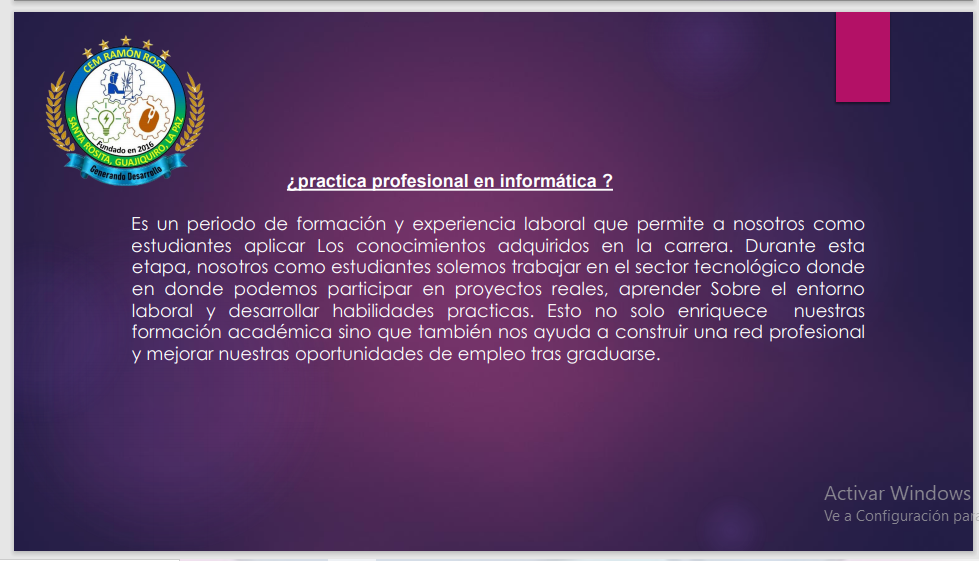 CEM RAMÓN ROSA
Fundado en 2016
SANTA ROSITA, GUAJIQUIRO, LA PAZ
Generando Desarrollo
¿practica profesional en informática ?
Es un periodo de formación y experiencia laboral que permite a nosotros como
estudiantes aplicar Los conocimientos adquiridos en la carrera. Durante esta
etapa, nosotros como estudiantes solemos trabajar en el sector tecnológico donde
en donde podemos participar en proyectos reales, aprender Sobre el entorno
laboral y desarrollar habilidades practicas. Esto no solo enriquece nuestras
formación académica sino que también nos ayuda a construir una red profesional
y mejorar nuestras oportunidades de empleo tras graduarse.
Activar Windows
Ve a Configuración para